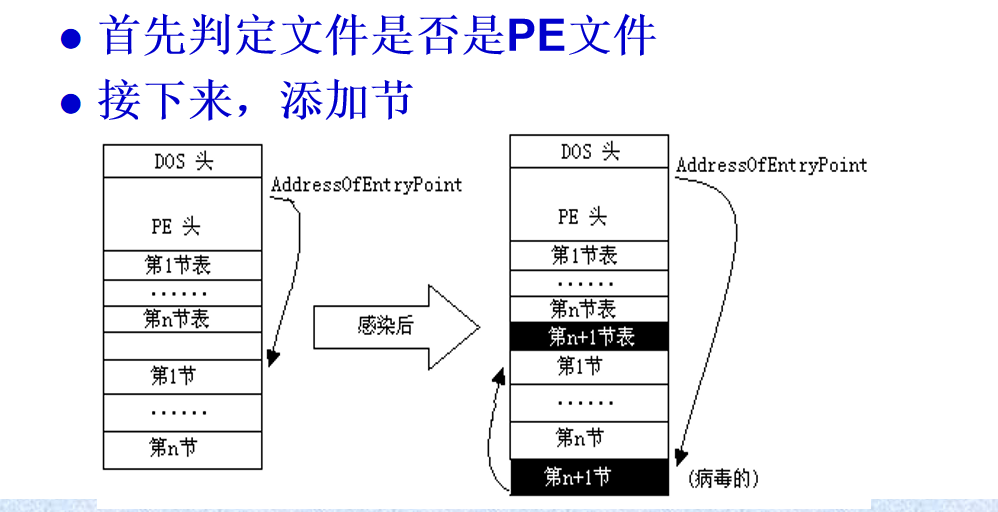 首先判定文件是否是PE文件
接下来，添加节
DOS 头
AddressOfEntryPoint
PE 头
第1节表
······
第n节表
第1节
······
第n节
感染后
DOS 头
AddressOfEntryPoint
PE 头
第1节表
······
第n节表
第n+1节表
第1节
······
第n节
第n+1节
(病毒的)